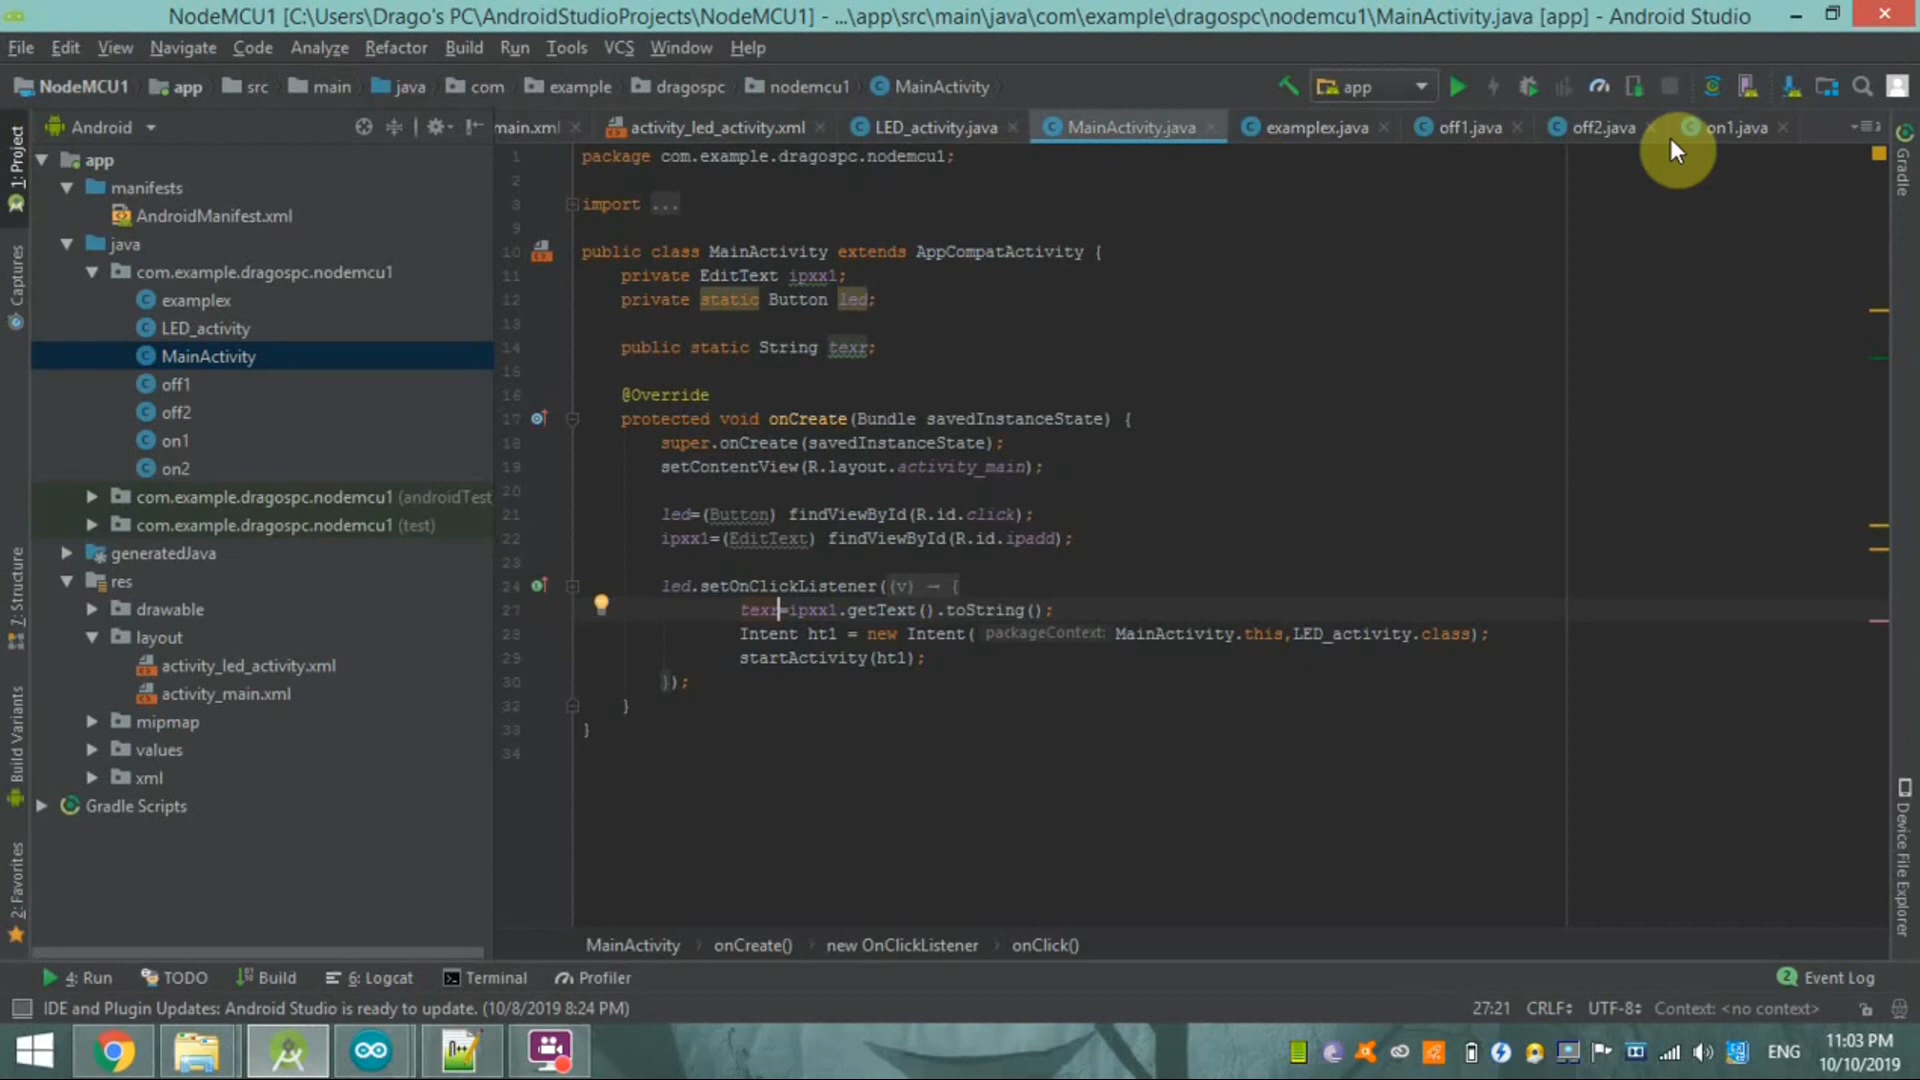 NodeMCU1 [C:\Users\Drago's PC\AndroidStudioProjects\NodeMCU1] - ...\app\src\main\java\com\example\dragospc\nodemcu1\MainActivity.java [app] - Android Studio
File Edit View Navigate Code Analyze Refactor Build Run Tools VCS Window Help
NodeMCU1 app src main java com example dragospc nodemcu1 MainActivity app
Android main.xml activity_led_activity.xml LED_activity.java MainActivity.java examplex.java off1.java off2.java on1.java
1: Project
Captures
7: Structure
Build Variants
2: Favorites
app
manifests
AndroidManifest.xml
java
com.example.dragospc.nodemcu1
examplex
LED_activity
MainActivity
off1
off2
on1
on2
com.example.dragospc.nodemcu1 (androidTest
com.example.dragospc.nodemcu1 (test)
generatedJava
res
drawable
layout
activity_led_activity.xml
activity_main.xml
mipmap
values
xml
Gradle Scripts
1 package com.example.dragospc.nodemcu1;
2
3 import ...
9
10 public class MainActivity extends AppCompatActivity {
11 private EditText ipxx1;
12 private static Button led;
13
14 public static String texr;
15
16 @Override
17 protected void onCreate(Bundle savedInstanceState) {
18 super.onCreate(savedInstanceState);
19 setContentView(R.layout.activity_main);
20
21 led=(Button) findViewById(R.id.click);
22 ipxx1=(EditText) findViewById(R.id.ipadd);
23
24 led.setOnClickListener((v) → {
27 texr=ipxx1.getText().toString();
28 Intent ht1 = new Intent( packageContext: MainActivity.this,LED_activity.class);
29 startActivity(ht1);
30 });
32 }
33 }
34
Gradle
Device File Explorer
MainActivity › onCreate() › new OnClickListener › onClick()
4: Run TODO Build 6: Logcat Terminal Profiler 2 Event Log
IDE and Plugin Updates: Android Studio is ready to update. (10/8/2019 8:24 PM) 27:21 CRLF UTF-8 Context: <no context>
ENG 11:03 PM
10/10/2019